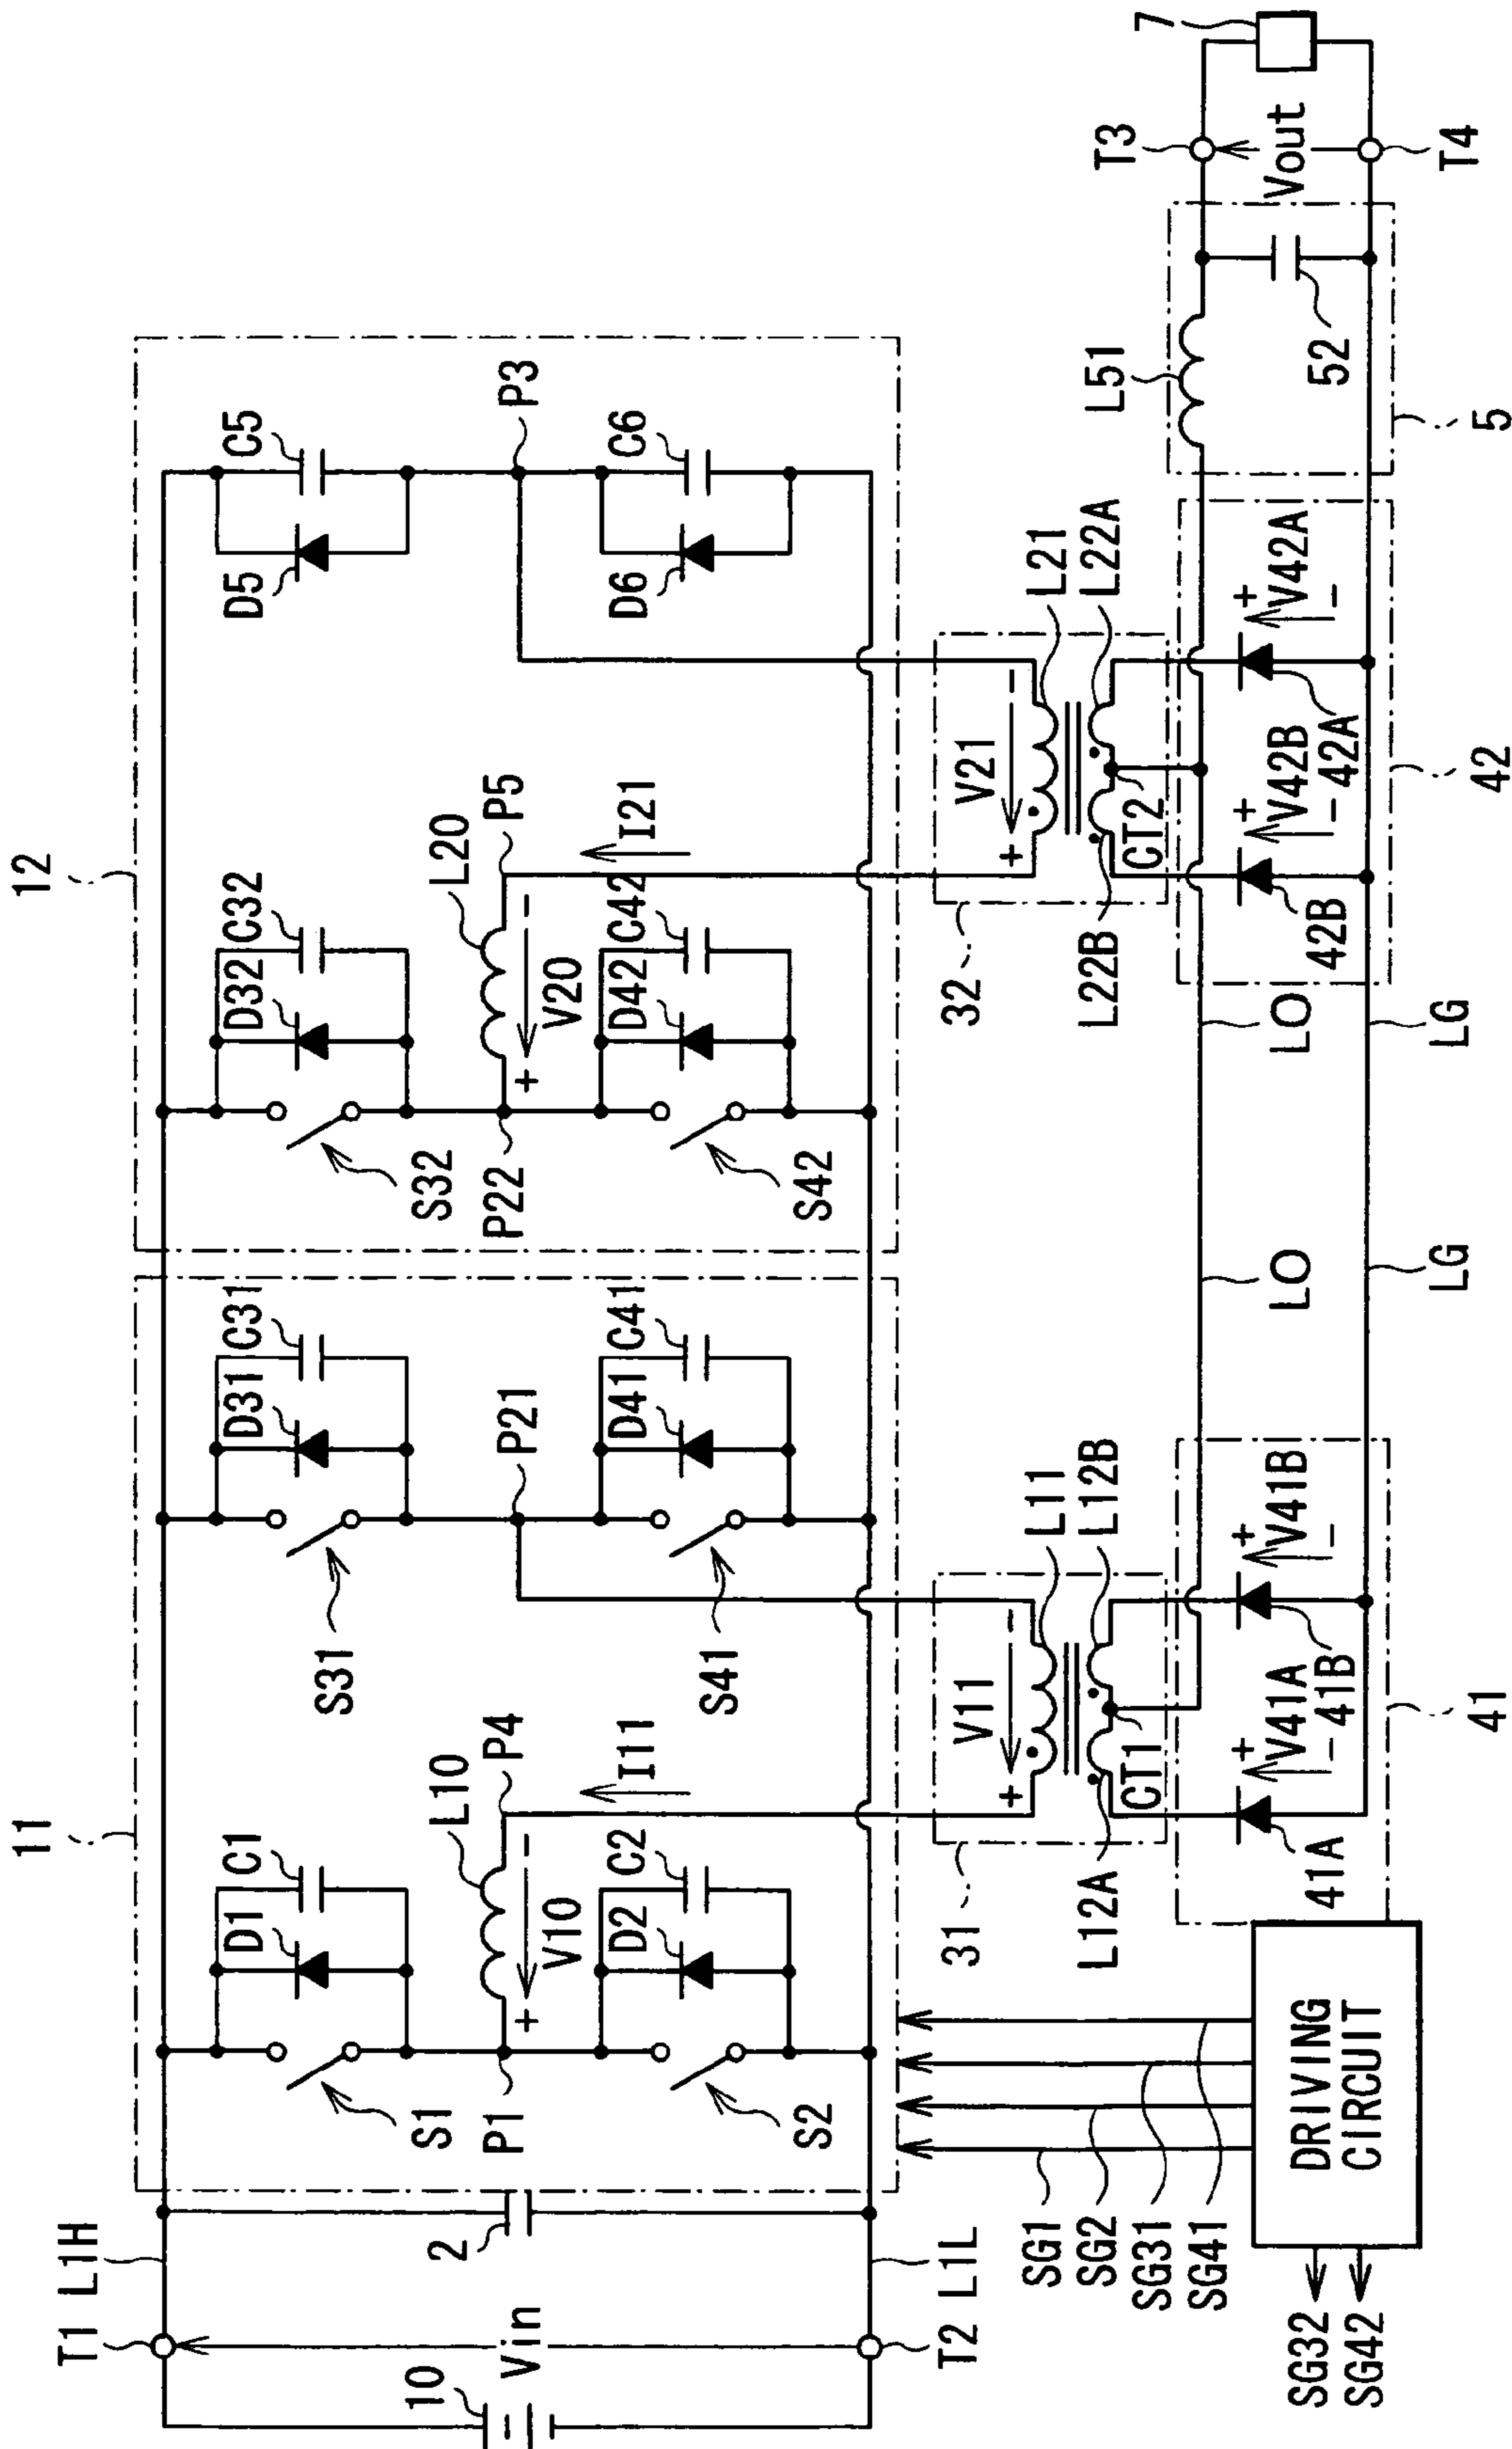 11
12
T1
L1H
10
Vin
2
T2
L1L
S1
D1
C1
P1
L10
P4
V10
+
-
I11
S2
D2
C2
S31
D31
C31
P21
S41
D41
C41
S32
D32
C32
P22
L20
P5
V20
+
-
I21
S42
D42
C42
D5
C5
P3
D6
C6
31
+
V11
-
L11
L12B
L12A
CT1
32
+
V21
-
L21
L22A
L22B
CT2
SG1
SG2
SG31
SG41
DRIVING
CIRCUIT
SG32
SG42
41A
+
V41A
-
41B
+
V41B
-
41
LO
LG
LO
LG
42B
+
V42B
-
42A
+
V42A
-
42
L51
52
5
T3
Vout
T4
7